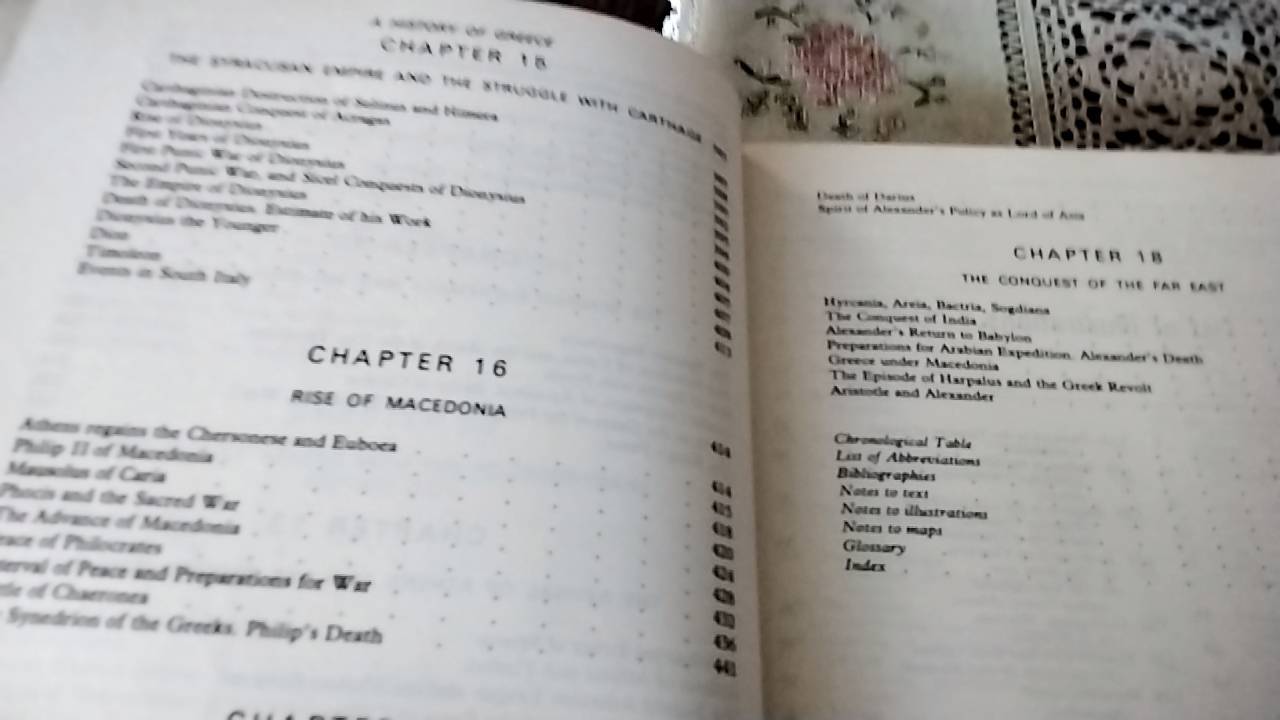 A HISTORY OF GREECE
CHAPTER 15
THE SYRACUSAN EMPIRE AND THE STRUGGLE WITH CARTHAGE
Carthaginian Destruction of Selinus and Himera
Carthaginian Conquest of Acragas
Rise of Dionysius
First Years of Dionysius
First Punic War of Dionysius
Second Punic War, and Sicel Conquests of Dionysius
The Empire of Dionysius
Death of Dionysius. Estimate of his Work
Dionysius the Younger
Dion
Timoleon
Events in South Italy
CHAPTER 16
RISE OF MACEDONIA
Athens regains the Chersonese and Euboea
Philip II of Macedonia
Mausolus of Caria
Phocis and the Sacred War
The Advance of Macedonia
eace of Philocrates
terval of Peace and Preparations for War
tle of Chaeronea
Synedrion of the Greeks. Philip's Death 441
Death of Darius
Spirit of Alexander's Policy as Lord of Asia
CHAPTER 18
THE CONQUEST OF THE FAR EAST
Hyrcania, Areia, Bactria, Sogdiana
The Conquest of India
Alexander's Return to Babylon
Preparations for Arabian Expedition. Alexander's Death
Greece under Macedonia
The Episode of Harpalus and the Greek Revolt
Aristotle and Alexander
Chronological Table
List of Abbreviations
Bibliographies
Notes to text
Notes to illustrations
Notes to maps
Glossary
Index